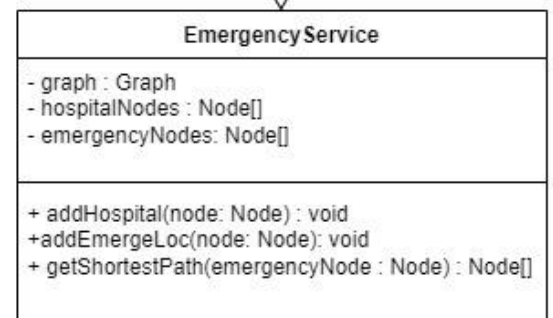 EmergencyService
- graph : Graph
- hospitalNodes : Node[]
- emergencyNodes: Node[]
+ addHospital(node: Node) : void
+addEmergeLoc(node: Node): void
+ getShortestPath(emergencyNode : Node) : Node[]